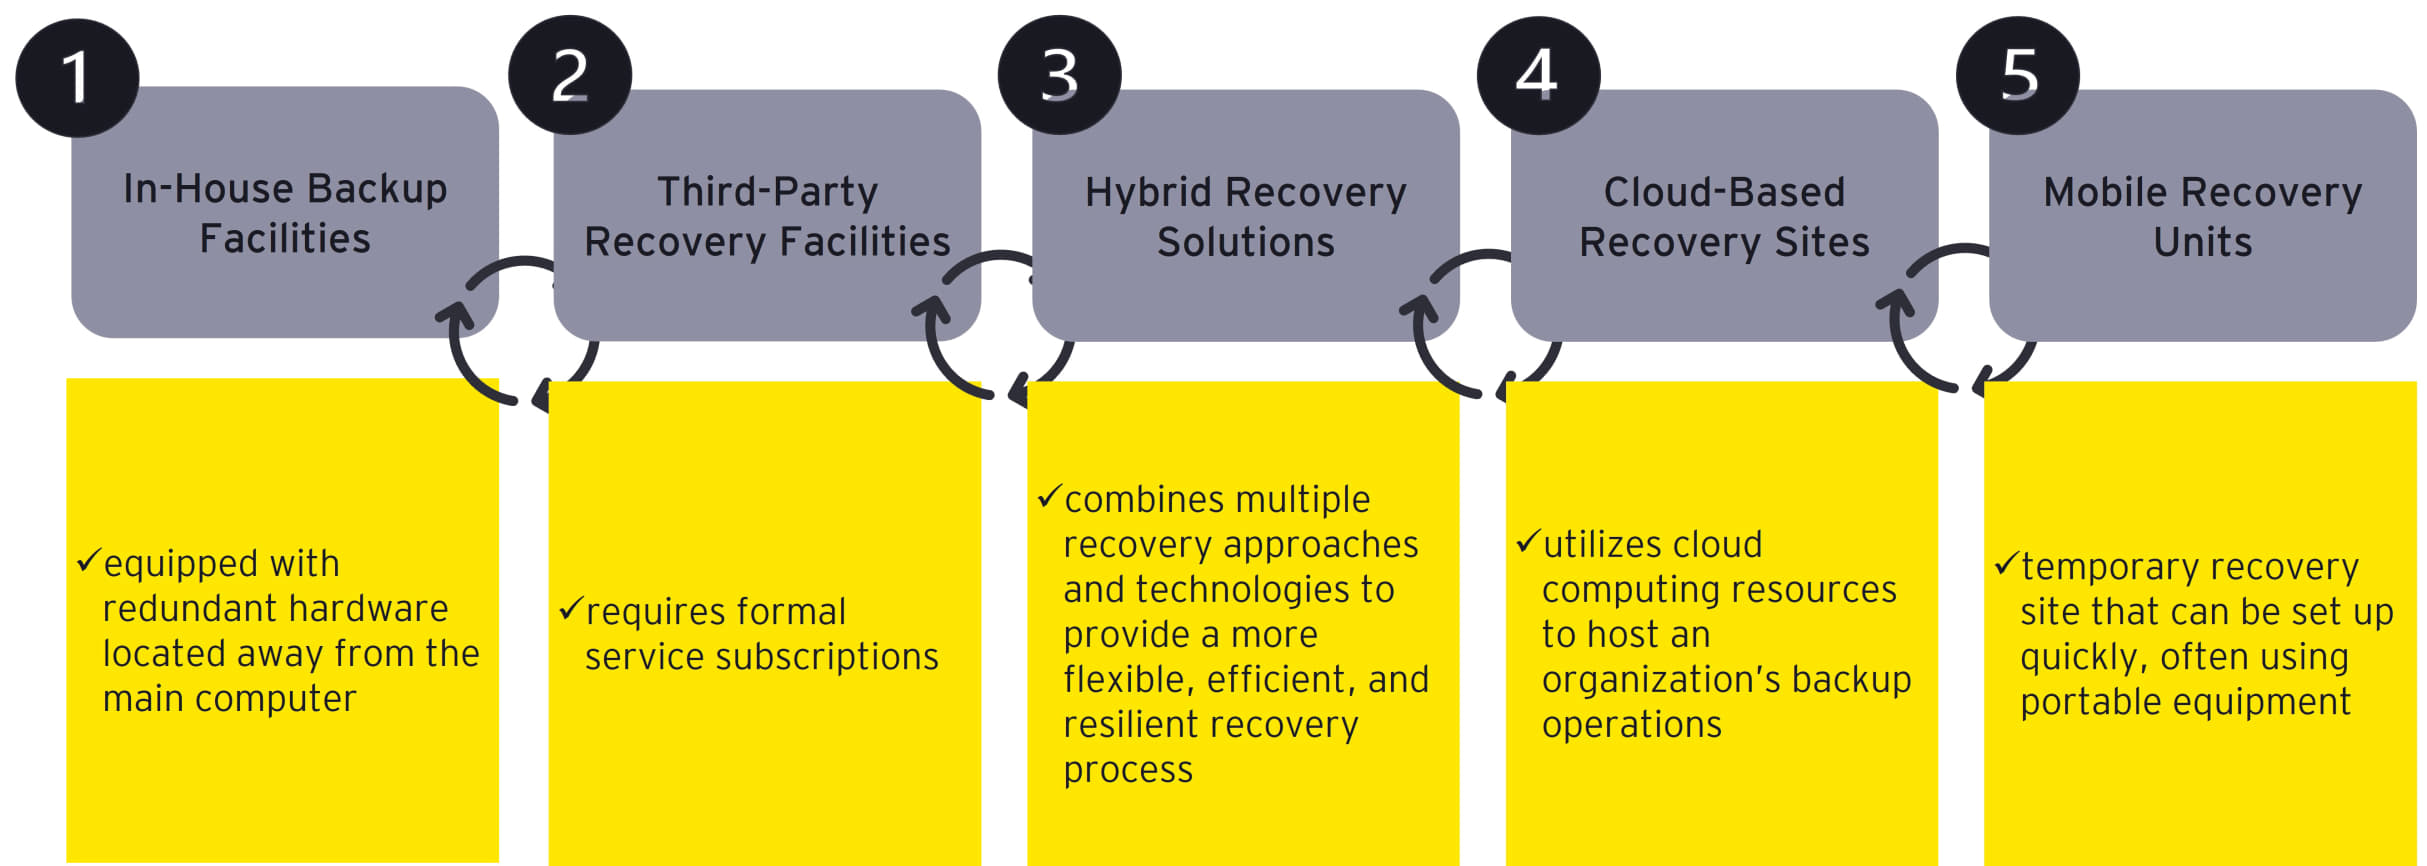 1
In-House Backup
Facilities
✓equipped with
redundant hardware
located away from the
main computer
2
Third-Party
Recovery Facilities
✓requires formal
service subscriptions
3
Hybrid Recovery
Solutions
✓combines multiple
recovery approaches
and technologies to
provide a more
flexible, efficient, and
resilient recovery
process
4
Cloud-Based
Recovery Sites
✓utilizes cloud
computing resources
to host an
organization’s backup
operations
5
Mobile Recovery
Units
✓temporary recovery
site that can be set up
quickly, often using
portable equipment